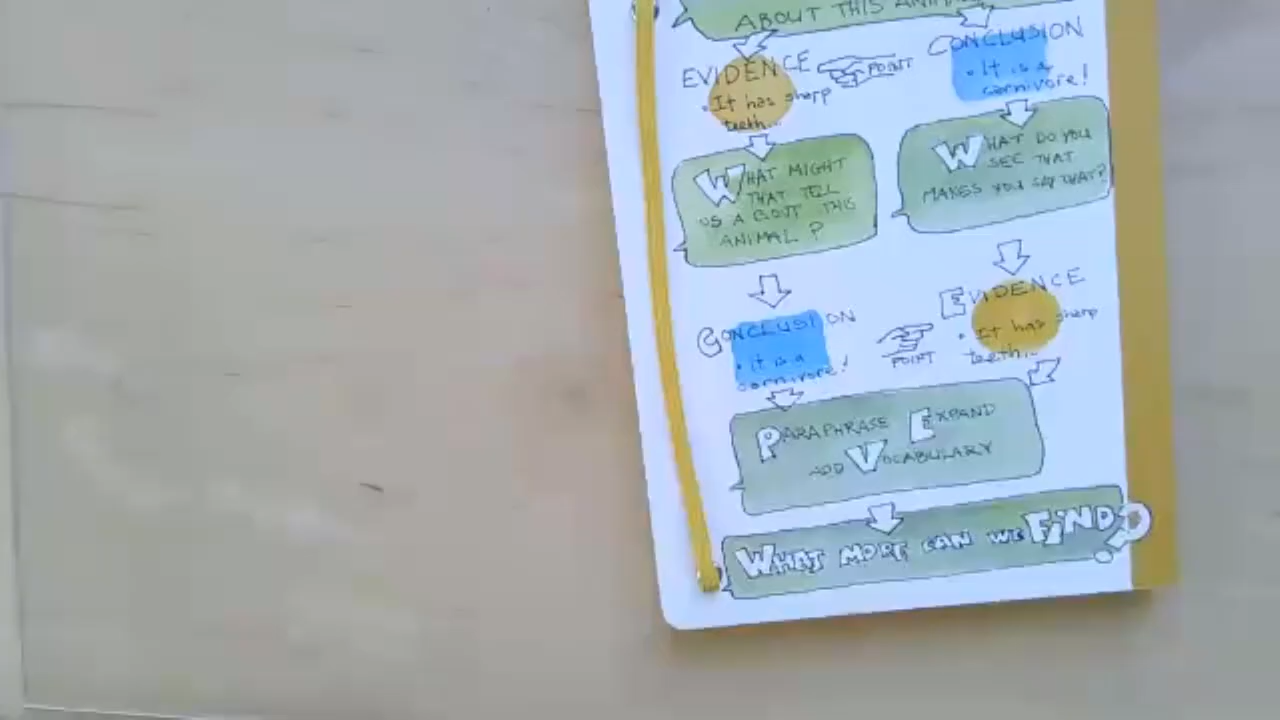 ABOUT THIS ANIMAL
EVIDENCE
• It has sharp
teeth...
POINT
CONCLUSION
• It is a
carnivore!
WHAT MIGHT
THAT TELL
US ABOUT THIS
ANIMAL?
WHAT DO YOU
SEE THAT
MAKES YOU SAY THAT?
CONCLUSION
• it is a
carnivore!
POINT
EVIDENCE
• It has sharp
teeth...
PARAPHRASE EXPAND
ADD VOCABULARY
WHAT MORE CAN WE FiND?